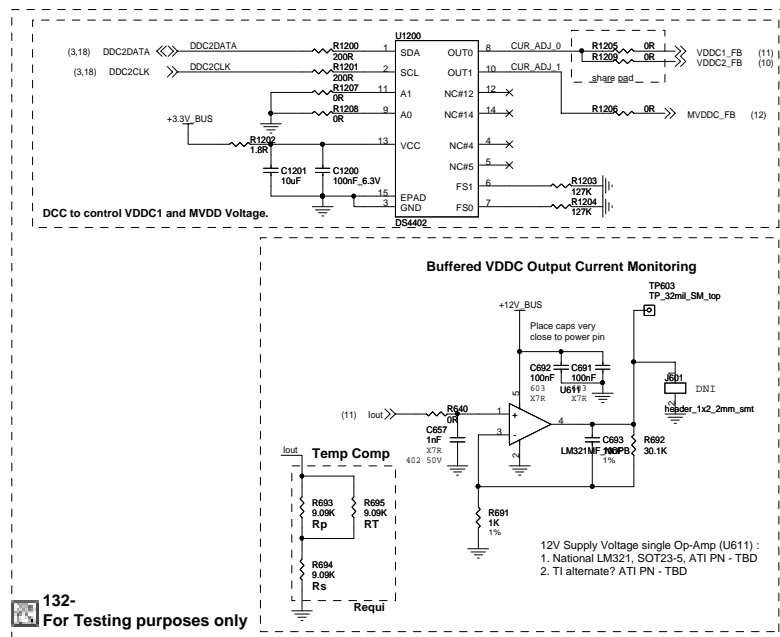 U1200
(3,18) DDC2DATA DDC2DATA R1200 200R 1 SDA OUT0 8 CUR_ADJ_0 R1205 0R VDDC1_FB (11)
R1209 0R VDDC2_FB (10)
(3,18) DDC2CLK DDC2CLK R1201 200R 2 SCL OUT1 10 CUR_ADJ_1
share pad
R1207 0R 11 A1 NC#12 12
R1208 0R 9 A0 NC#14 14 R1206 0R MVDDC_FB (12)
+3.3V_BUS
R1202 1.8R 13 VCC NC#4 4
NC#5 5
C1201 10uF
C1200 100nF_6.3V
FS1 6 R1203 127K
15 EPAD
3 GND FS0 7 R1204 127K
DS4402
DCC to control VDDC1 and MVDD Voltage.
Buffered VDDC Output Current Monitoring
TP603
TP_32mil_SM_top
+12V_BUS
Place caps very
close to power pin
C692 100nF 603 X7R
C691 100nF 603 X7R
U611
J601
DNI
2
header_1x2_2mm_smt
(11) Iout R640 0R 1 + 5 4
3 - 2
C657
1nF
X7R
402 50V
LM321MF
C693
1%
R692
30.1K
R691
1K
1%
Iout
Temp Comp
R693
9.09K
Rp
R695
9.09K
RT
R694
9.09K
Rs
Requi
12V Supply Voltage single Op-Amp (U611) :
1. National LM321, SOT23-5, ATI PN - TBD
2. TI alternate? ATI PN - TBD
132-
For Testing purposes only